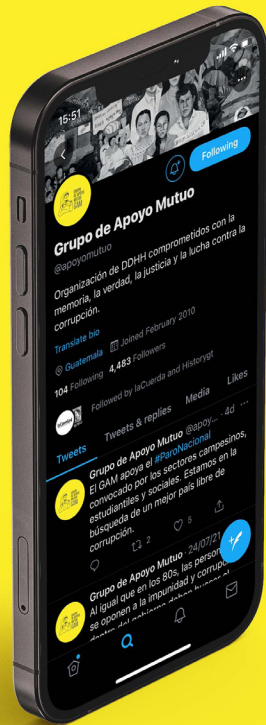 15:51
Following
Grupo de Apoyo Mutuo
@apoyomutuo
Organización de DDHH comprometidos con la
memoria, la verdad, la justicia y la lucha contra la
corrupción.
Translate bio
Guatemala Joined February 2010
104 Following 4,483 Followers
Followed by laCuerda and Historygt
Tweets Tweets & replies Media Likes
Grupo de Apoyo Mutuo @apoy... · 4d
El GAM apoya el #ParoNacional
convocado por los sectores campesinos,
estudiantiles y sociales. Estamos en la
búsqueda de un mejor país libre de
corrupción.
2 5
Grupo de Apoyo Mutuo · 24/07/21
Al igual que en los 80s, las person
se oponen a la impunidad y corrup